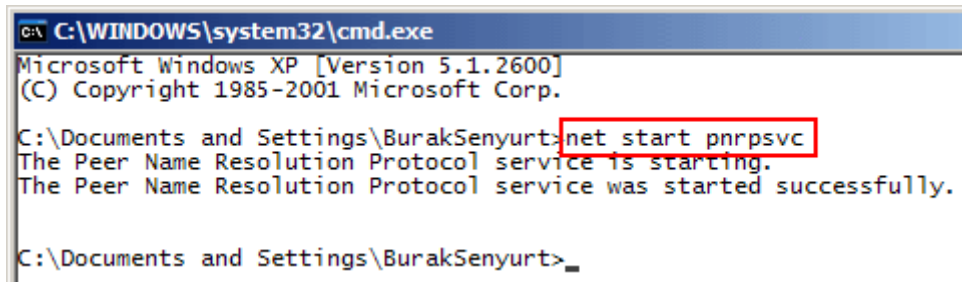 C:\WINDOWS\system32\cmd.exe
Microsoft Windows XP [Version 5.1.2600]
(C) Copyright 1985-2001 Microsoft Corp.
C:\Documents and Settings\BurakSenyurt>net start pnrpsvc
The Peer Name Resolution Protocol service is starting.
The Peer Name Resolution Protocol service was started successfully.
C:\Documents and Settings\BurakSenyurt>_